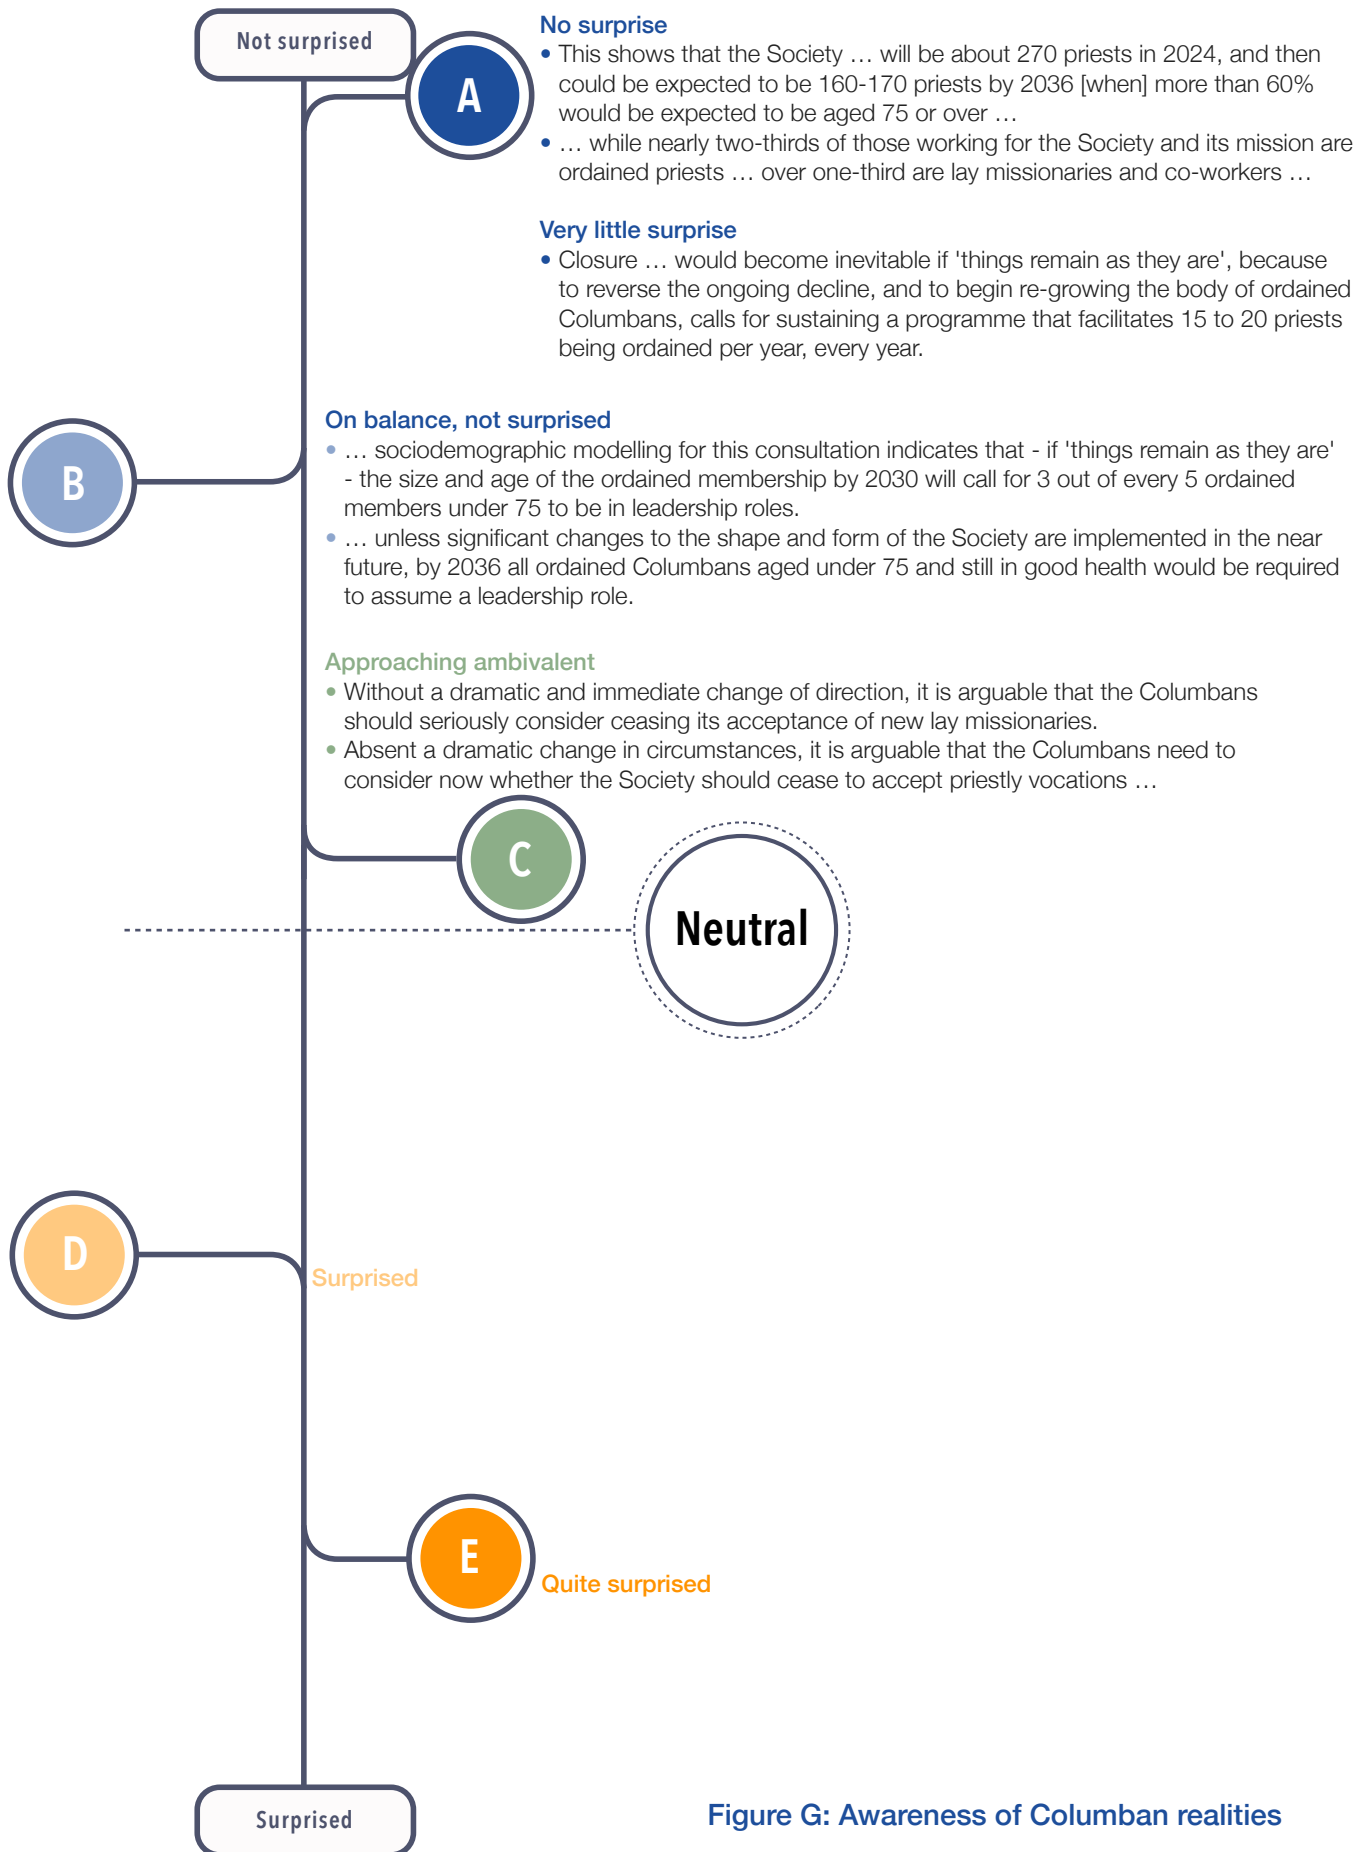 Not surprised
A
No surprise
• This shows that the Society … will be about 270 priests in 2024, and then
could be expected to be 160-170 priests by 2036 [when] more than 60%
would be expected to be aged 75 or over …
• … while nearly two-thirds of those working for the Society and its mission are
ordained priests … over one-third are lay missionaries and co-workers …
Very little surprise
• Closure … would become inevitable if 'things remain as they are', because
to reverse the ongoing decline, and to begin re-growing the body of ordained
Columbans, calls for sustaining a programme that facilitates 15 to 20 priests
being ordained per year, every year.
B
On balance, not surprised
• … sociodemographic modelling for this consultation indicates that - if 'things remain as they are'
- the size and age of the ordained membership by 2030 will call for 3 out of every 5 ordained
members under 75 to be in leadership roles.
• … unless significant changes to the shape and form of the Society are implemented in the near
future, by 2036 all ordained Columbans aged under 75 and still in good health would be required
to assume a leadership role.
Approaching ambivalent
• Without a dramatic and immediate change of direction, it is arguable that the Columbans
should seriously consider ceasing its acceptance of new lay missionaries.
• Absent a dramatic change in circumstances, it is arguable that the Columbans need to
consider now whether the Society should cease to accept priestly vocations …
C
Neutral
D
Surprised
E
Quite surprised
Surprised
Figure G: Awareness of Columban realities